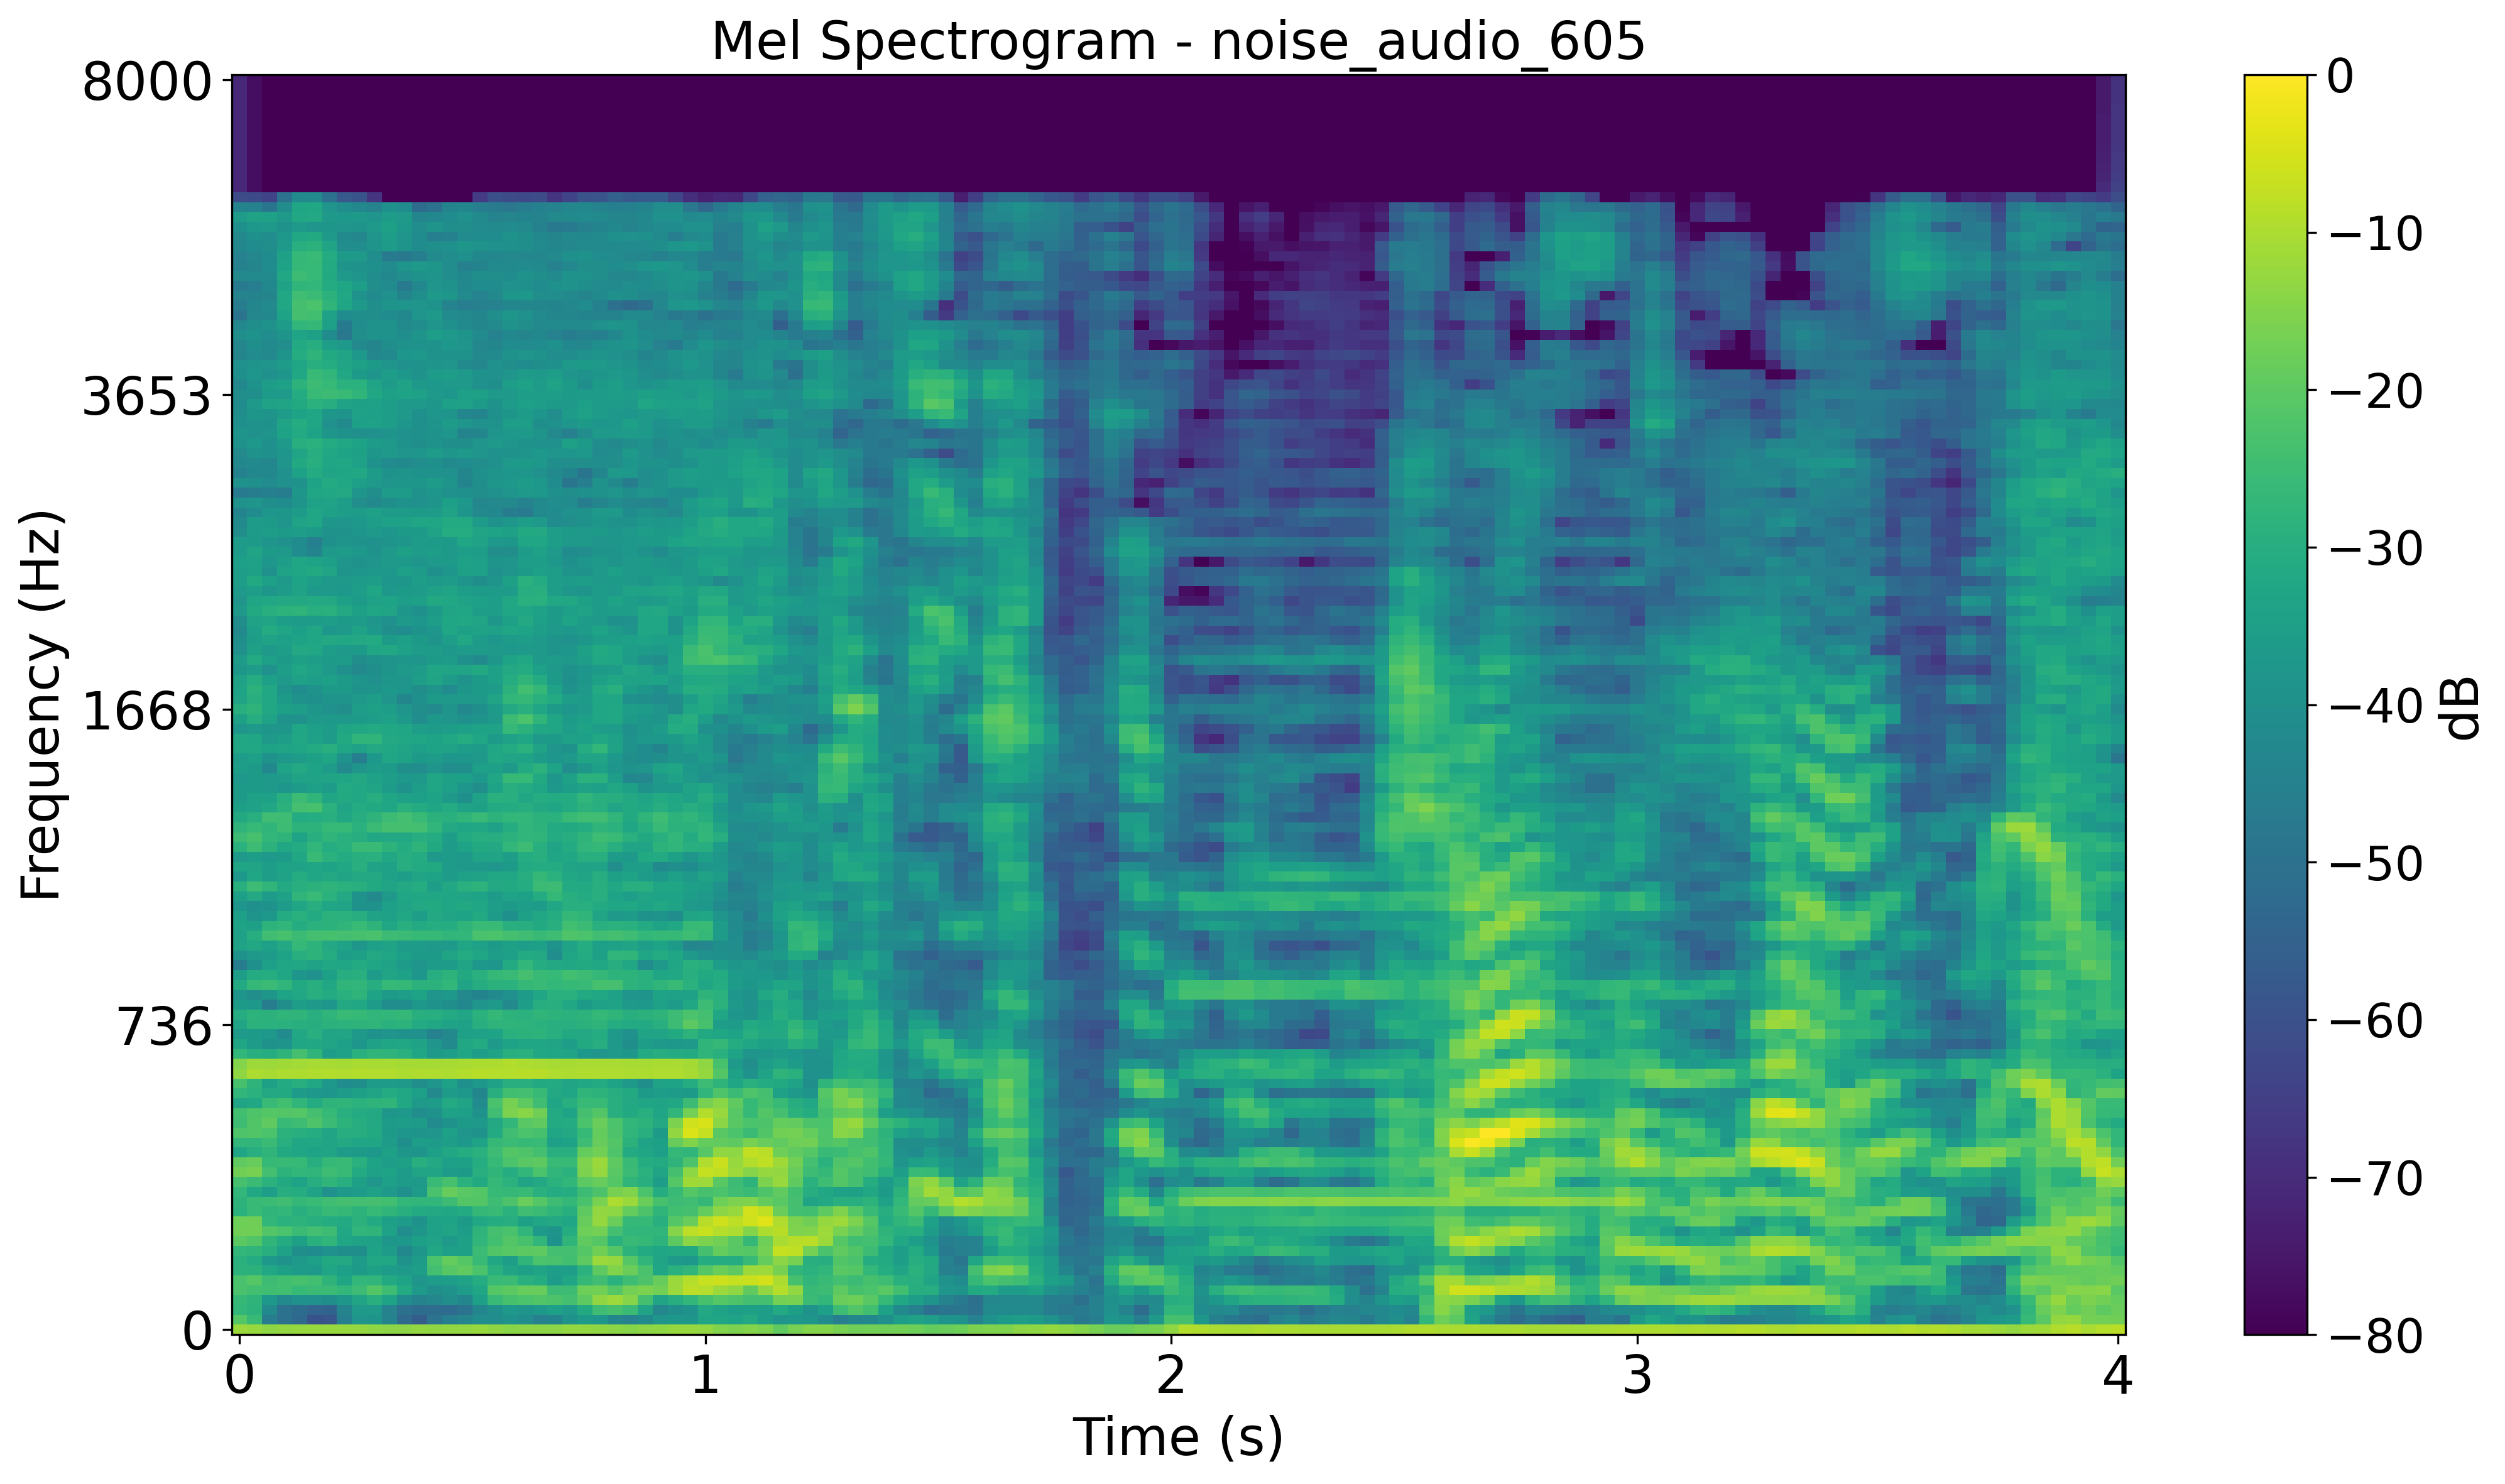 Mel Spectrogram - noise_audio_605
8000
3653
1668
736
0
Frequency (Hz)
0 1 2 3 4
Time (s)
0
−10
−20
−30
−40
−50
−60
−70
−80
dB